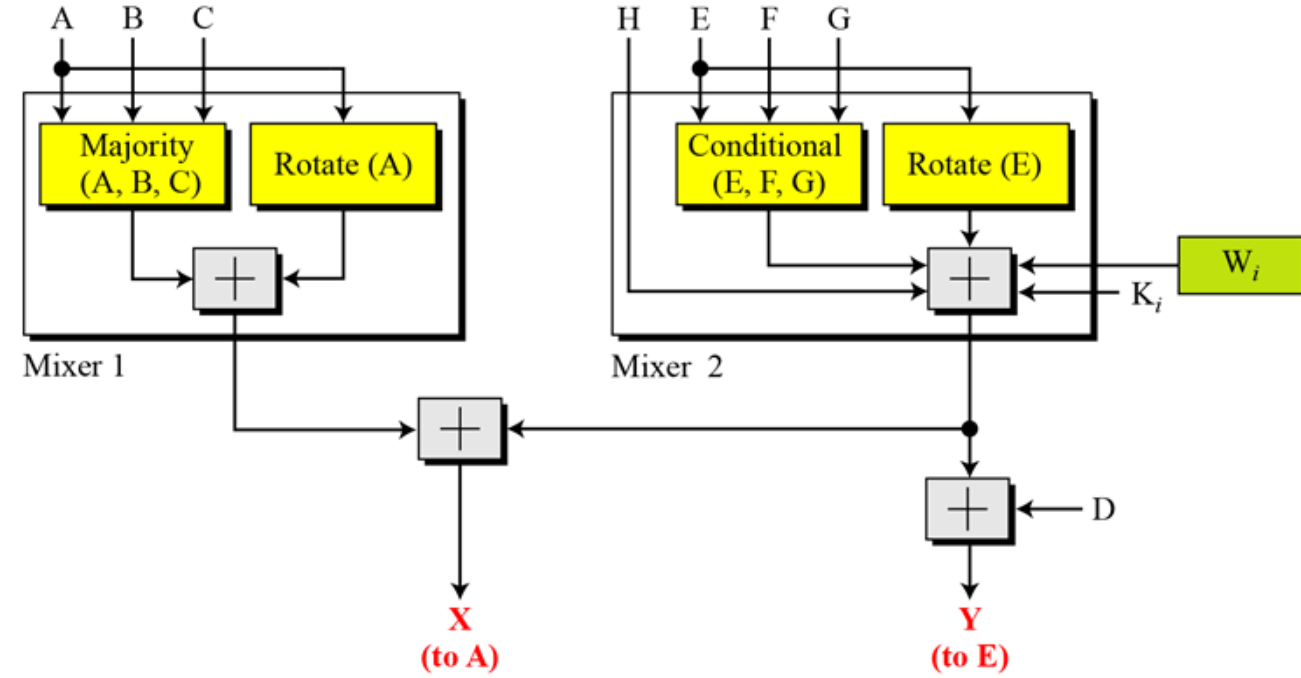 A B C H E F G
Majority
(A, B, C)
Rotate (A)
Conditional
(E, F, G)
Rotate (E)
+
+
W i
K i
Mixer 1
Mixer 2
+
+
D
X
(to A)
Y
(to E)